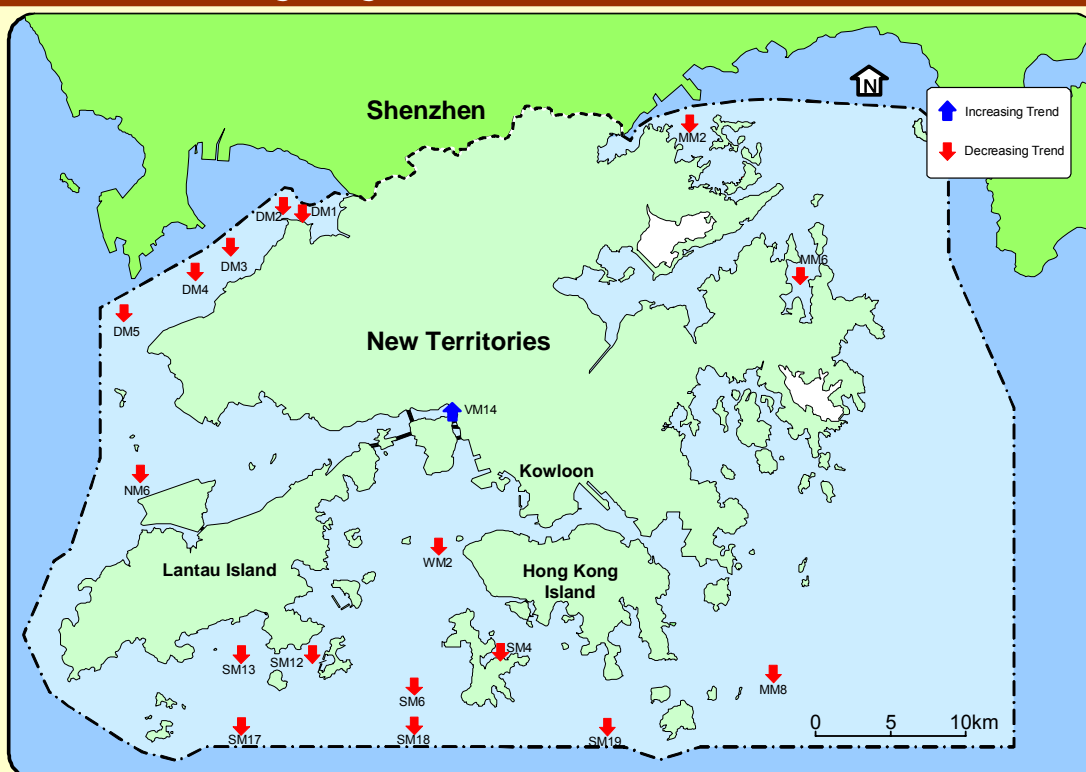 Shenzhen
N
Increasing Trend
Decreasing Trend
MM2
DM2
DM1
DM3
DM4
DM5
MM6
New Territories
VM14
Kowloon
NM6
WM2
Lantau Island
Hong Kong
Island
SM13
SM12
SM4
SM6
MM8
SM17
SM18
SM19
0 5 10km